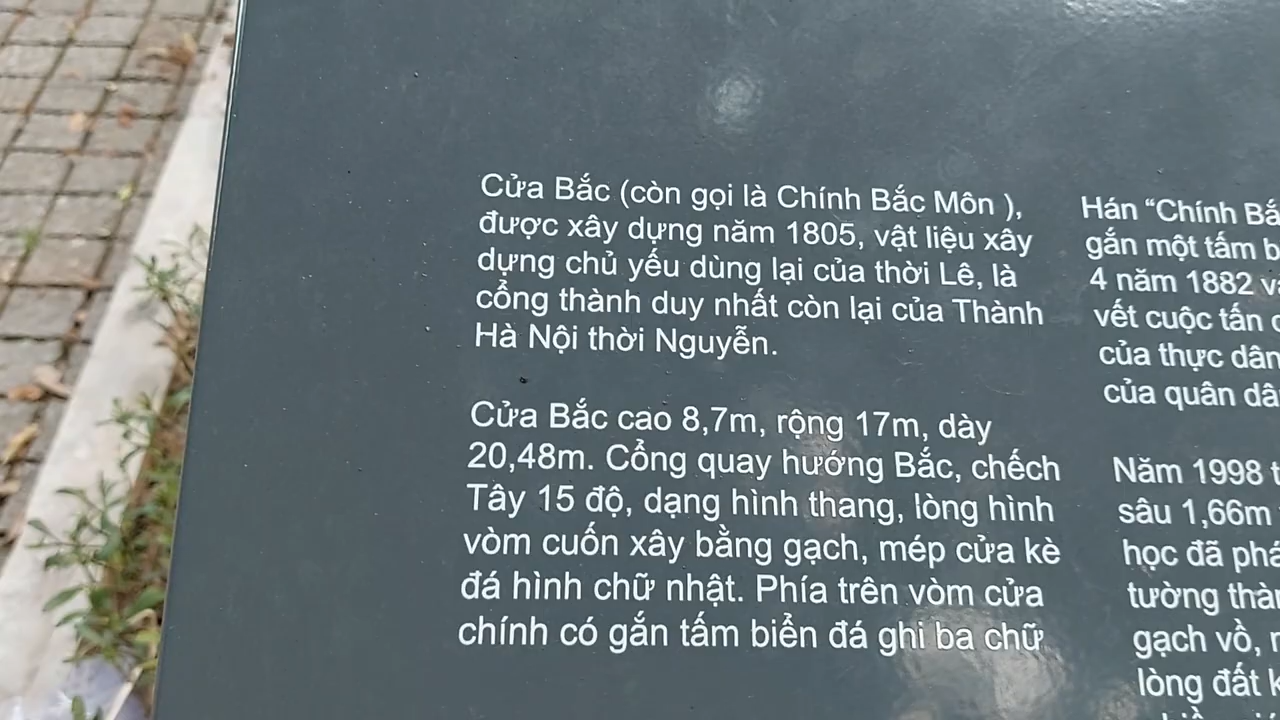 Cửa Bắc (còn gọi là Chính Bắc Môn ),
được xây dựng năm 1805, vật liệu xây
dựng chủ yếu dùng lại của thời Lê, là
cổng thành duy nhất còn lại của Thành
Hà Nội thời Nguyễn.
Cửa Bắc cao 8,7m, rộng 17m, dày
20,48m. Cổng quay hướng Bắc, chếch
Tây 15 độ, dạng hình thang, lòng hình
vòm cuốn xây bằng gạch, mép cửa kè
đá hình chữ nhật. Phía trên vòm cửa
chính có gắn tấm biển đá ghi ba chữ
Hán “Chính
gắn một tấm
4 năm 1882
vết cuộc tấn
của thực dân
của quân
Năm 1998
sâu 1,66m
học đã
tường
gạch vồ,
lòng đất